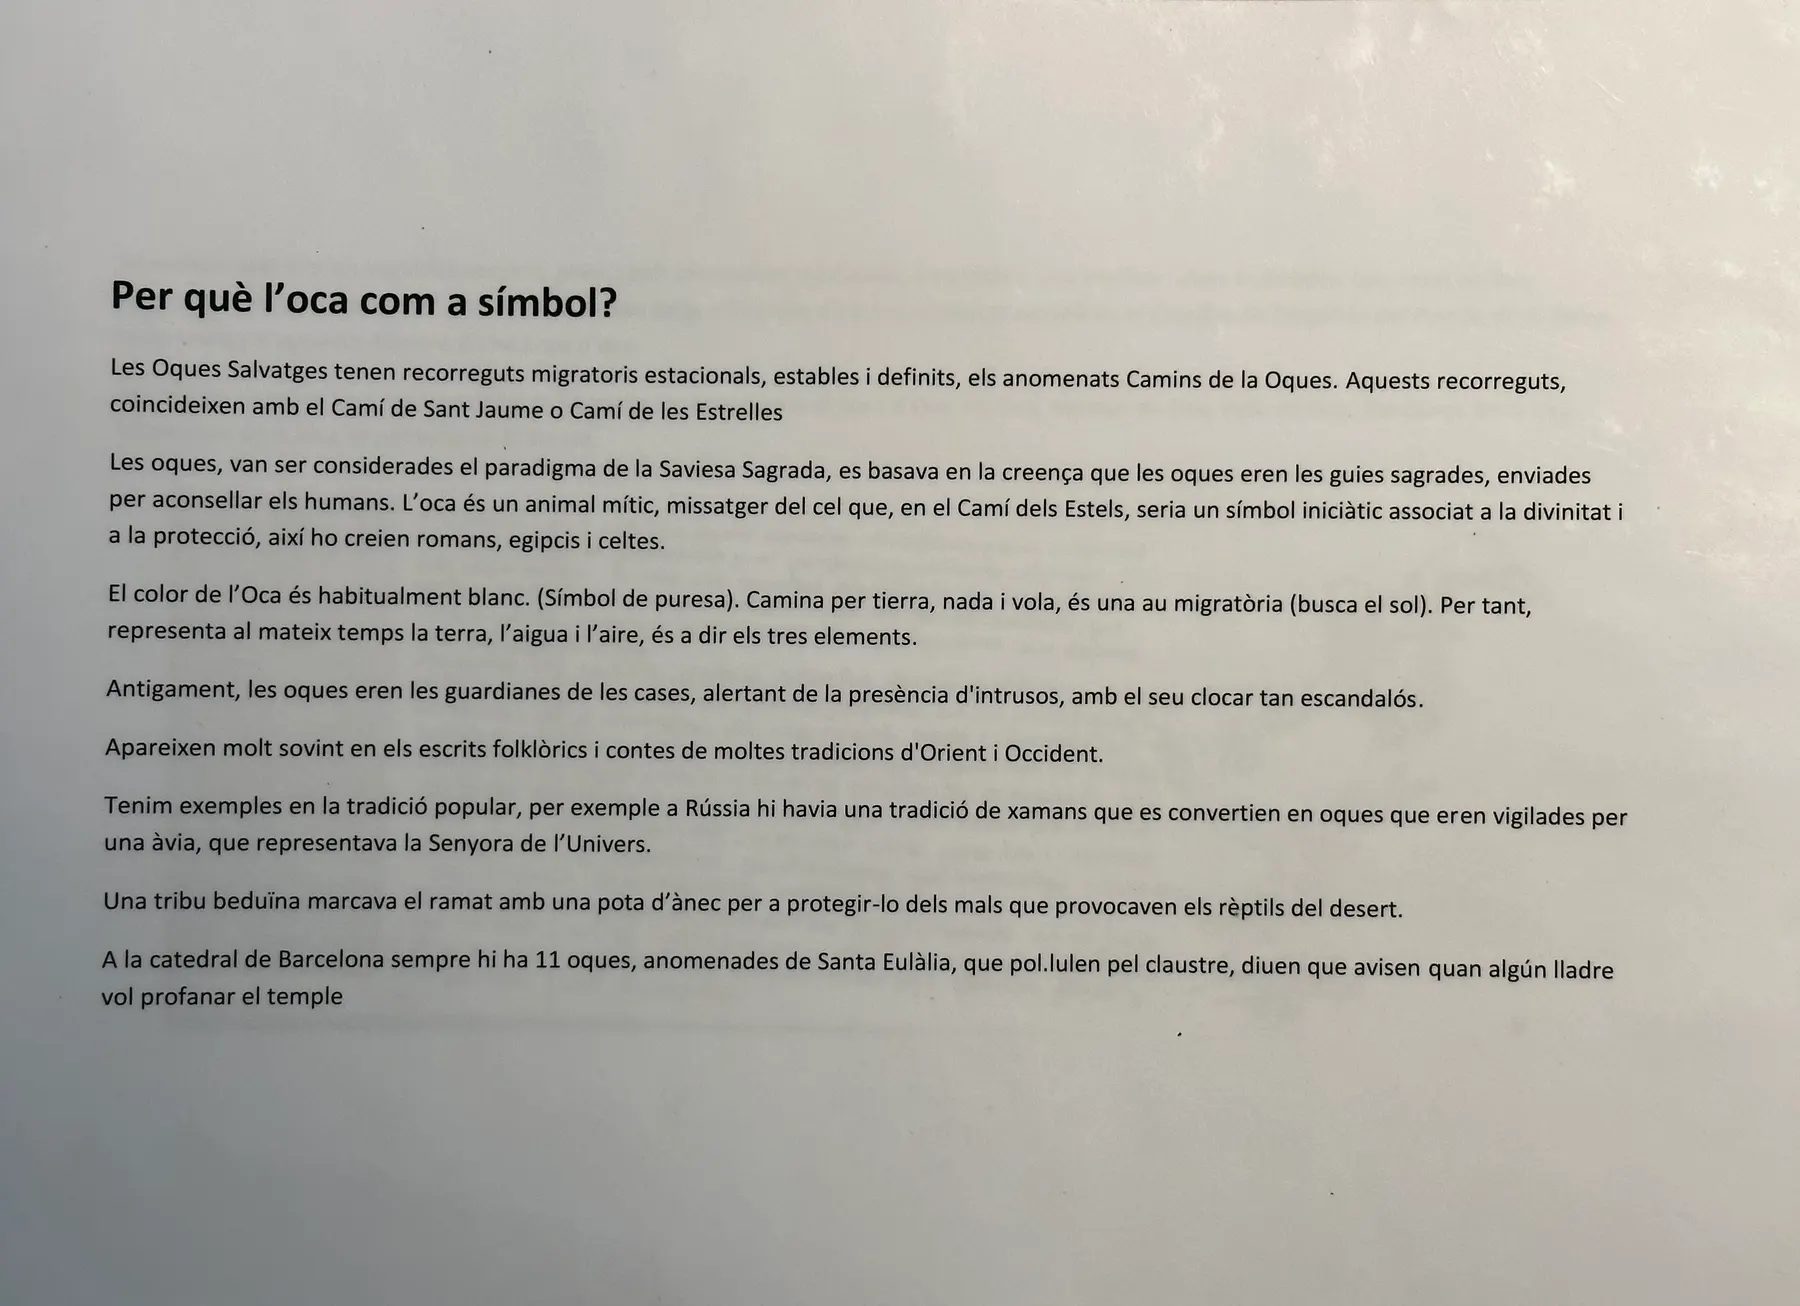 Per què l’oca com a símbol?
Les Oques Salvatges tenen recorreguts migratoris estacionals, estables i definits, els anomenats Camins de la Oques. Aquests recorreguts,
coincideixen amb el Camí de Sant Jaume o Camí de les Estrelles
Les oques, van ser considerades el paradigma de la Saviesa Sagrada, es basava en la creença que les oques eren les guies sagrades, enviades
per aconsellar els humans. L’oca és un animal mític, missatger del cel que, en el Camí dels Estels, seria un símbol iniciàtic associat a la divinitat i
a la protecció, així ho creien romans, egipcis i celtes.
El color de l’Oca és habitualment blanc. (Símbol de puresa). Camina per tierra, nada i vola, és una au migratòria (busca el sol). Per tant,
representa al mateix temps la terra, l’aigua i l’aire, és a dir els tres elements.
Antigament, les oques eren les guardianes de les cases, alertant de la presència d'intrusos, amb el seu clocar tan escandalós.
Apareixen molt sovint en els escrits folklòrics i contes de moltes tradicions d'Orient i Occident.
Tenim exemples en la tradició popular, per exemple a Rússia hi havia una tradició de xamans que es convertien en oques que eren vigilades per
una àvia, que representava la Senyora de l’Univers.
Una tribu beduïna marcava el ramat amb una pota d’ànec per a protegir-lo dels mals que provocaven els rèptils del desert.
A la catedral de Barcelona sempre hi ha 11 oques, anomenades de Santa Eulàlia, que pol.lulen pel claustre, diuen que avisen quan algún lladre
vol profanar el temple